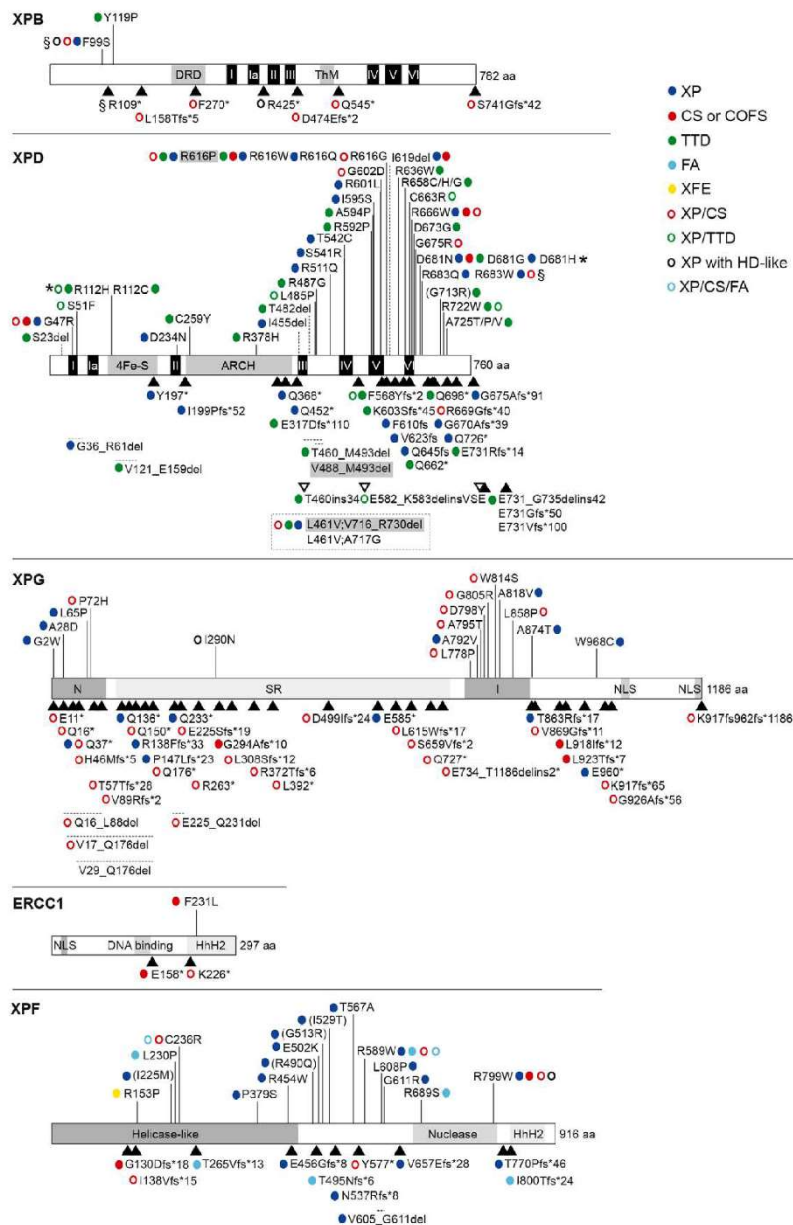 XPB
Y119P
§ F99S
DRD I Ia II III ThM IV V VI 782 aa
§ R109* F270* R425* Q545* S741Gfs*42
L158Tfs*5 D474Efs*2
XP
CS or COFS
TTD
FA
XFE
XP/CS
XP/TTD
XP with HD-like
XP/CS/FA
XPD
R616P R616W R616Q R616G I619del
G602D R636W
R601L R658C/H/G
I595S C663R
A594P R666W
R592P D673G
T542C G675R
S541R D681N D681G D681H *
R511Q R683Q R683W §
* R112H R112C R487G (G713R)
S51F L485P R722W
G47R C259Y T482del A725T/P/V
S23del D234N R378H I455del
I Ia 4Fe-S II ARCH III IV V VI 760 aa
Y197* Q366* F568Yfs*2 Q696* G675Afs*91
I199Pfs*52 Q452* K603Sfs*45 R669Gfs*40
E317Dfs*110 F610fs G670Afs*39
V623fs Q726*
G36_R61del T460_M493del Q645fs E731Rfs*14
V121_E159del V488_M493del Q662*
T460ins34 E582_K583delinsVSE E731_G735delins42
E731Gfs*50
E731Vfs*100
L461V;V716_R730del
L461V;A717G
XPG
W814S
P72H G805R A818V
L65P D798Y L858P
A28D I290N A795T A874T
G2W A792V W968C
L778P
N SR I NLS NLS 1186 aa
E11* Q136* Q233* D499Ifs*24 E585* T863Rfs*17 K917fs962fs*1186
Q16* Q150* E225Sfs*19 L615Wfs*17 V869Gfs*11
Q37* R138Ffs*33 G294Afs*10 S659Vfs*2 L918Ifs*12
H46Mfs*5 P147Lfs*23 L308Sfs*12 Q727* L923Tfs*7
T57Tfs*28 Q176* R372Tfs*6 E734_T1186delins2* E960*
V89Rfs*2 R263* L392* K917fs*65
G926Afs*56
Q16_L88del E225_Q231del
V17_Q176del
V29_Q176del
ERCC1
F231L
NLS DNA binding HhH2 297 aa
E158* K226*
XPF
T567A
(I529T)
C236R (G513R) R589W
L230P E502K L608P
(I225M) (R490Q) G611R R799W
R153P P379S R454W R689S
Helicase-like Nuclease HhH2 916 aa
G130Dfs*18 T265Vfs*13 E456Gfs*8 Y577* V657Efs*28 T770Pfs*46
I138Vfs*15 T495Nfs*6 I800Tfs*24
N537Rfs*8
V605_G611del